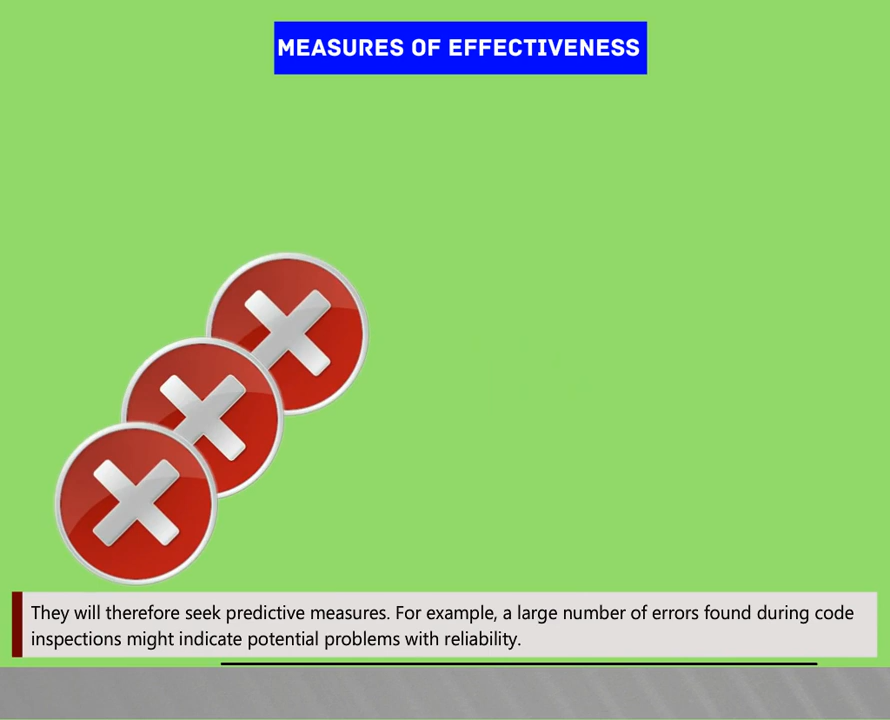 MEASURES OF EFFECTIVENESS
They will therefore seek predictive measures. For example, a large number of errors found during code
inspections might indicate potential problems with reliability.